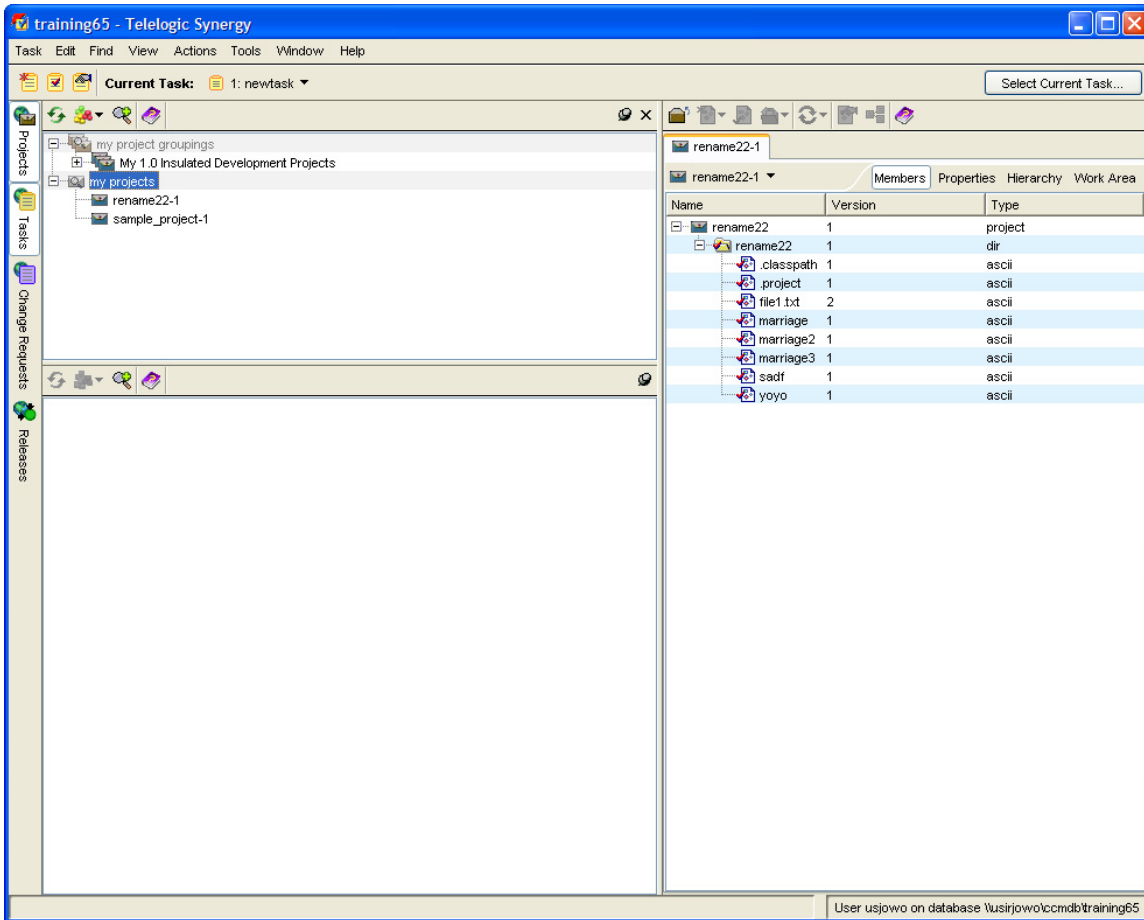 training65 - Telelogic Synergy
Task Edit Find View Actions Tools Window Help
Current Task: 1: newtask Select Current Task...
Projects
Tasks
Change Requests
Releases
my project groupings
My 1.0 Insulated Development Projects
my projects
rename22-1
sample_project-1
rename22-1
rename22-1 Members Properties Hierarchy Work Area
Name Version Type
rename22 1 project
rename22 1 dir
.classpath 1 ascii
.project 1 ascii
file1.txt 2 ascii
marriage 1 ascii
marriage2 1 ascii
marriage3 1 ascii
sadf 1 ascii
yoyo 1 ascii
User usjowo on database \\usirjowo\ccmdb\training65